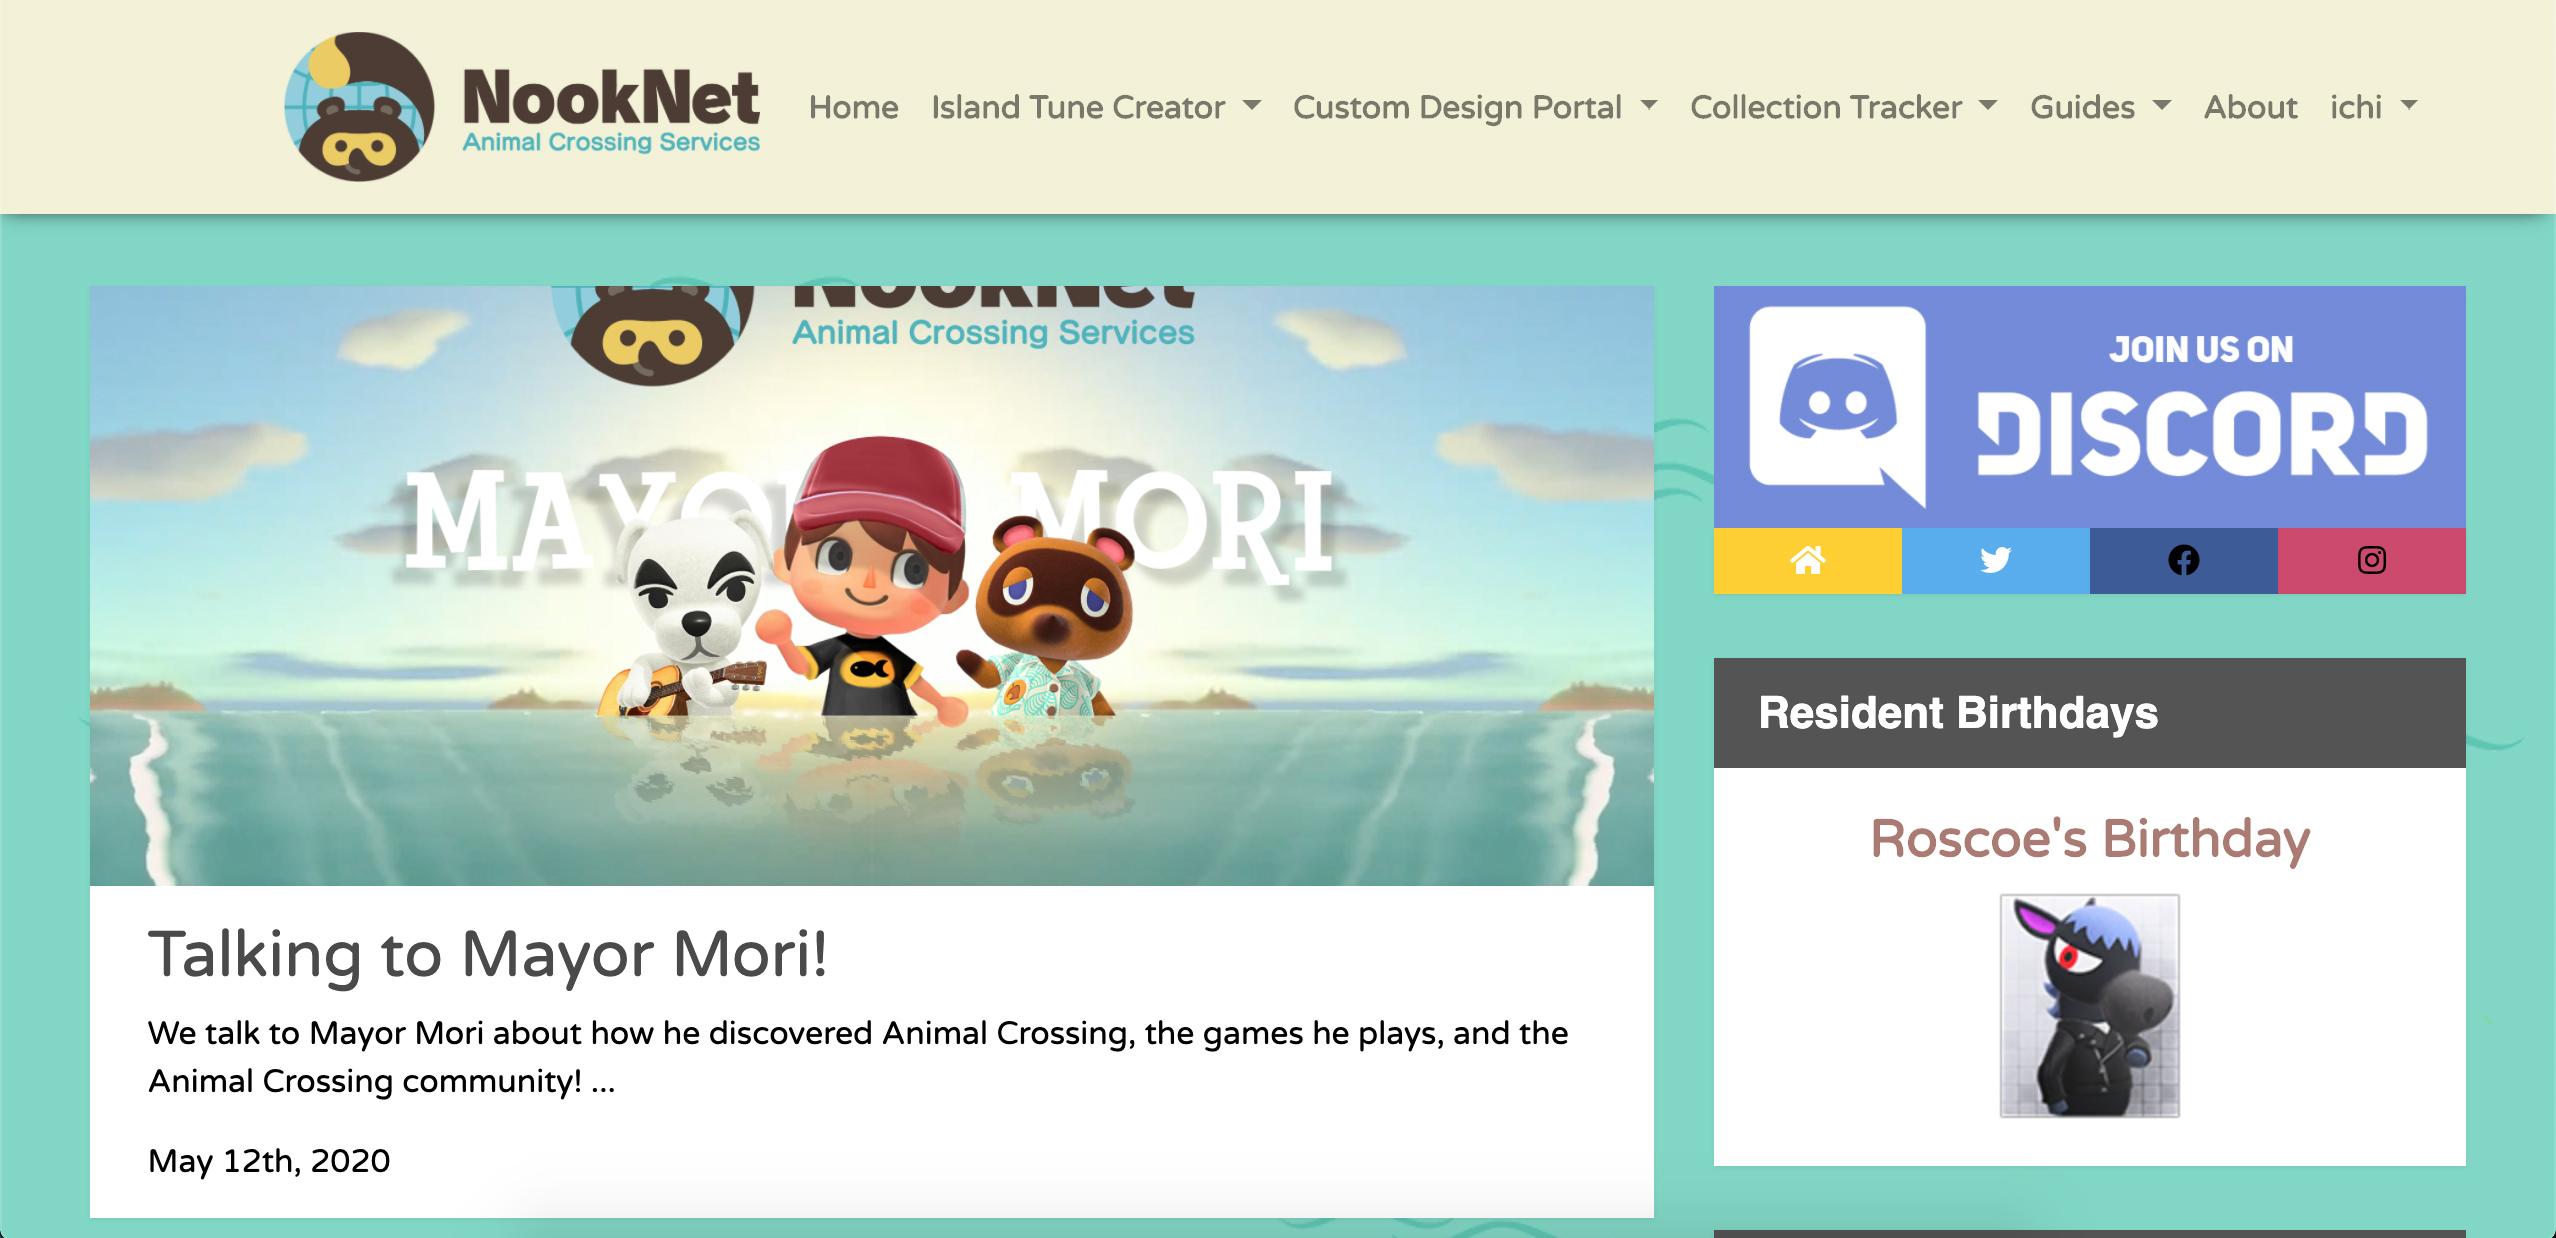 NookNet
Animal Crossing Services
Home Island Tune Creator Custom Design Portal Collection Tracker Guides About ichi
NookNet
Animal Crossing Services
MAYOR MORI
Talking to Mayor Mori!
We talk to Mayor Mori about how he discovered Animal Crossing, the games he plays, and the
Animal Crossing community! ...
May 12th, 2020
JOIN US ON
DISCORD
Resident Birthdays
Roscoe's Birthday